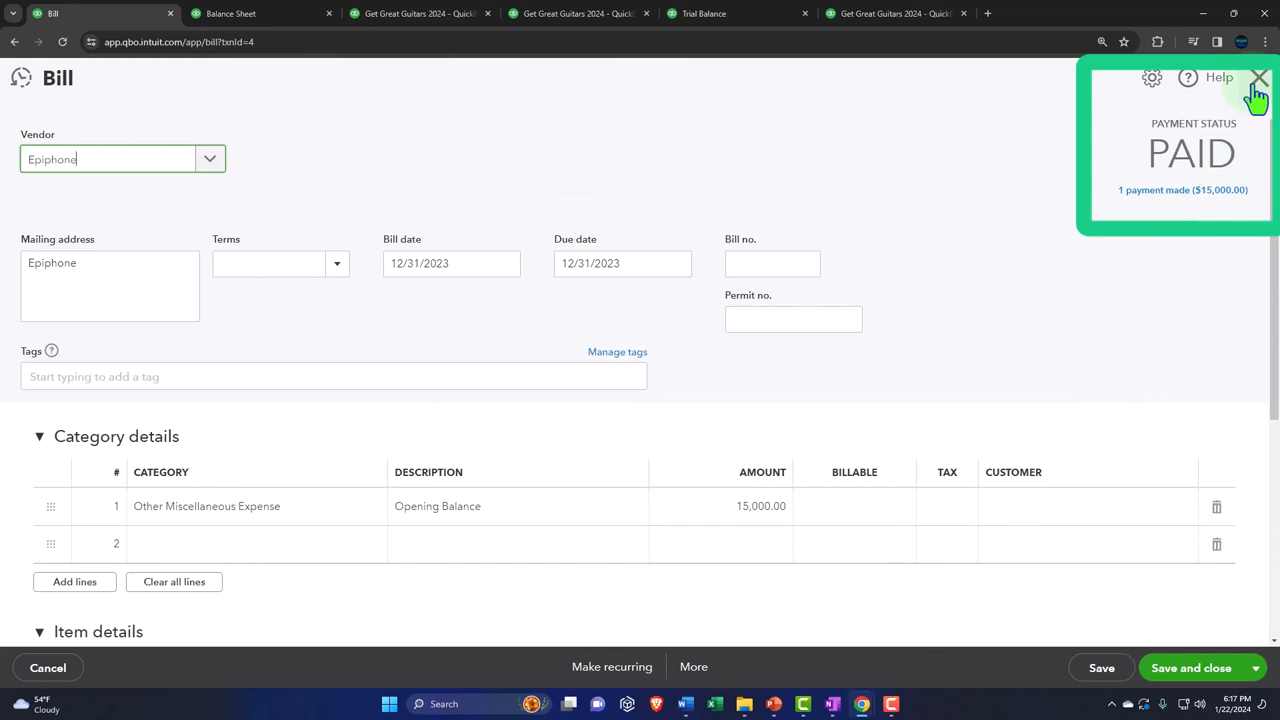 Bill
Balance Sheet
Get Great Guitars 2024 - Quick
Get Great Guitars 2024 - QuickB
Trial Balance
Get Great Guitars 2024 - Quick
app.qbo.intuit.com/app/bill?txnId=4
Bill
Help
Vendor
Epiphone
PAYMENT STATUS
PAID
1 payment made ($15,000.00)
Mailing address
Epiphone
Terms
Bill date
12/31/2023
Due date
12/31/2023
Bill no.
Permit no.
Tags
Manage tags
Start typing to add a tag
Category details
# CATEGORY DESCRIPTION AMOUNT BILLABLE TAX CUSTOMER
1 Other Miscellaneous Expense Opening Balance 15,000.00
2
Add lines
Clear all lines
Item details
Cancel
Make recurring
More
Save
Save and close
54°F
Cloudy
Search
6:17 PM
1/22/2024